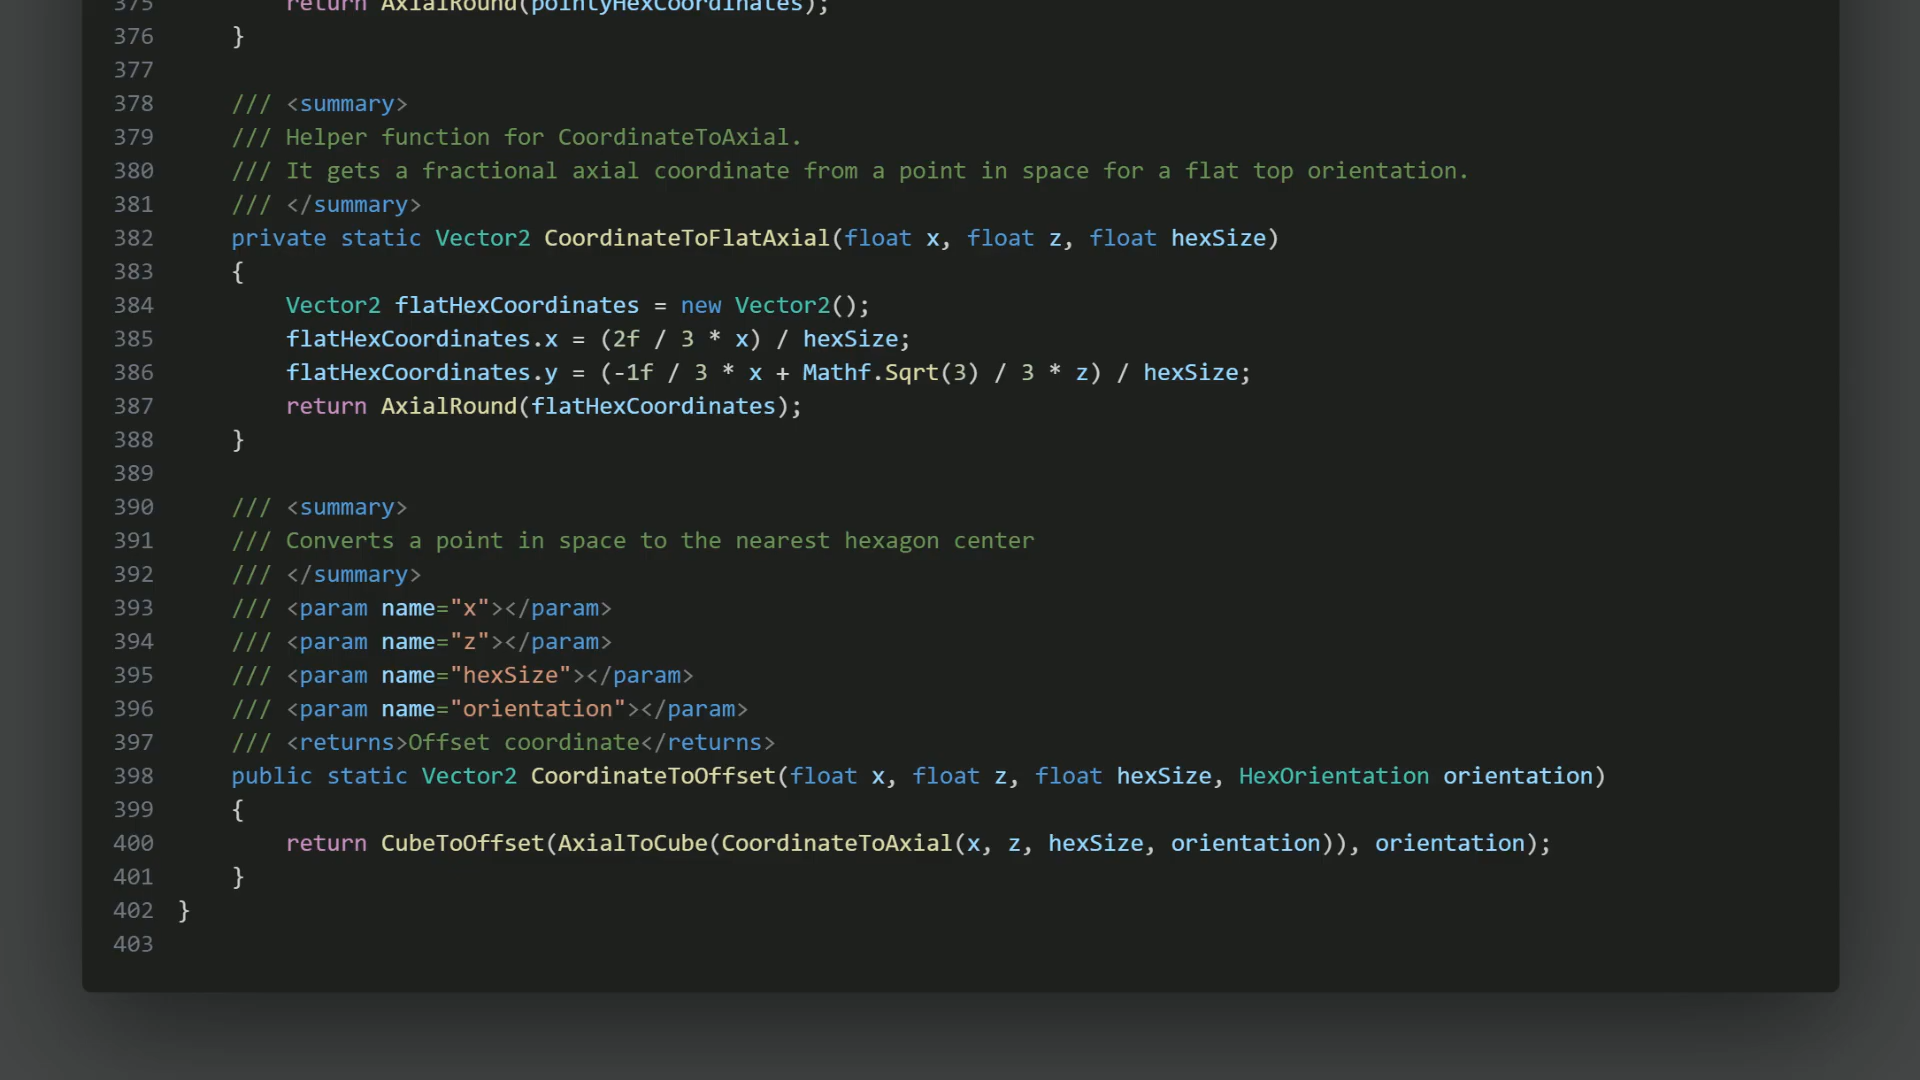 375 return AxialRound(pointyHexCoordinates);
376 }
377
378 /// <summary>
379 /// Helper function for CoordinateToAxial.
380 /// It gets a fractional axial coordinate from a point in space for a flat top orientation.
381 /// </summary>
382 private static Vector2 CoordinateToFlatAxial(float x, float z, float hexSize)
383 {
384 Vector2 flatHexCoordinates = new Vector2();
385 flatHexCoordinates.x = (2f / 3 * x) / hexSize;
386 flatHexCoordinates.y = (-1f / 3 * x + Mathf.Sqrt(3) / 3 * z) / hexSize;
387 return AxialRound(flatHexCoordinates);
388 }
389
390 /// <summary>
391 /// Converts a point in space to the nearest hexagon center
392 /// </summary>
393 /// <param name="x"></param>
394 /// <param name="z"></param>
395 /// <param name="hexSize"></param>
396 /// <param name="orientation"></param>
397 /// <returns>Offset coordinate</returns>
398 public static Vector2 CoordinateToOffset(float x, float z, float hexSize, HexOrientation orientation)
399 {
400 return CubeToOffset(AxialToCube(CoordinateToAxial(x, z, hexSize, orientation)), orientation);
401 }
402 }
403